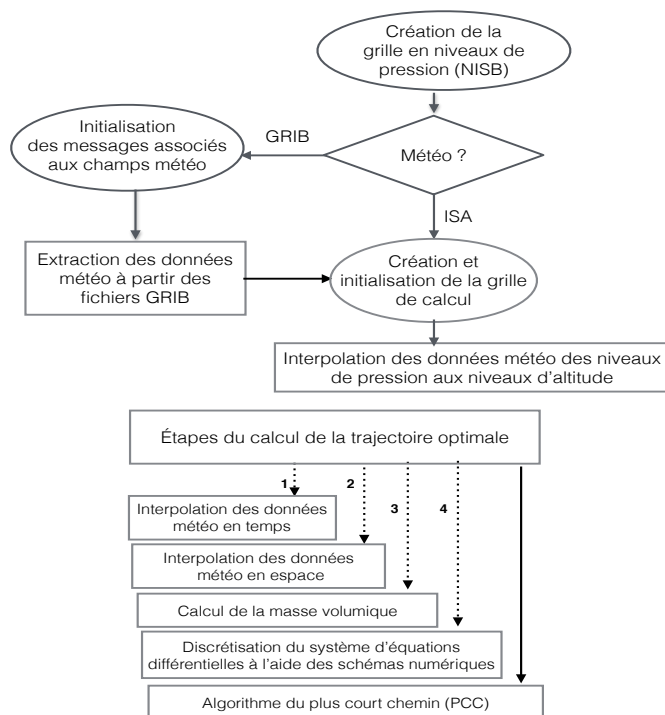 Création de la
grille en niveaux de
pression (NISB)
Initialisation
des messages associés
aux champs météo
GRIB
Météo ?
ISA
Extraction des données
météo à partir des
fichiers GRIB
Création et
initialisation de la grille
de calcul
Interpolation des données météo des niveaux
de pression aux niveaux d'altitude
Étapes du calcul de la trajectoire optimale
1
2
3
4
Interpolation des données
météo en temps
Interpolation des données
météo en espace
Calcul de la masse volumique
Discrétisation du système d'équations
différentielles à l'aide des schémas numériques
Algorithme du plus court chemin (PCC)